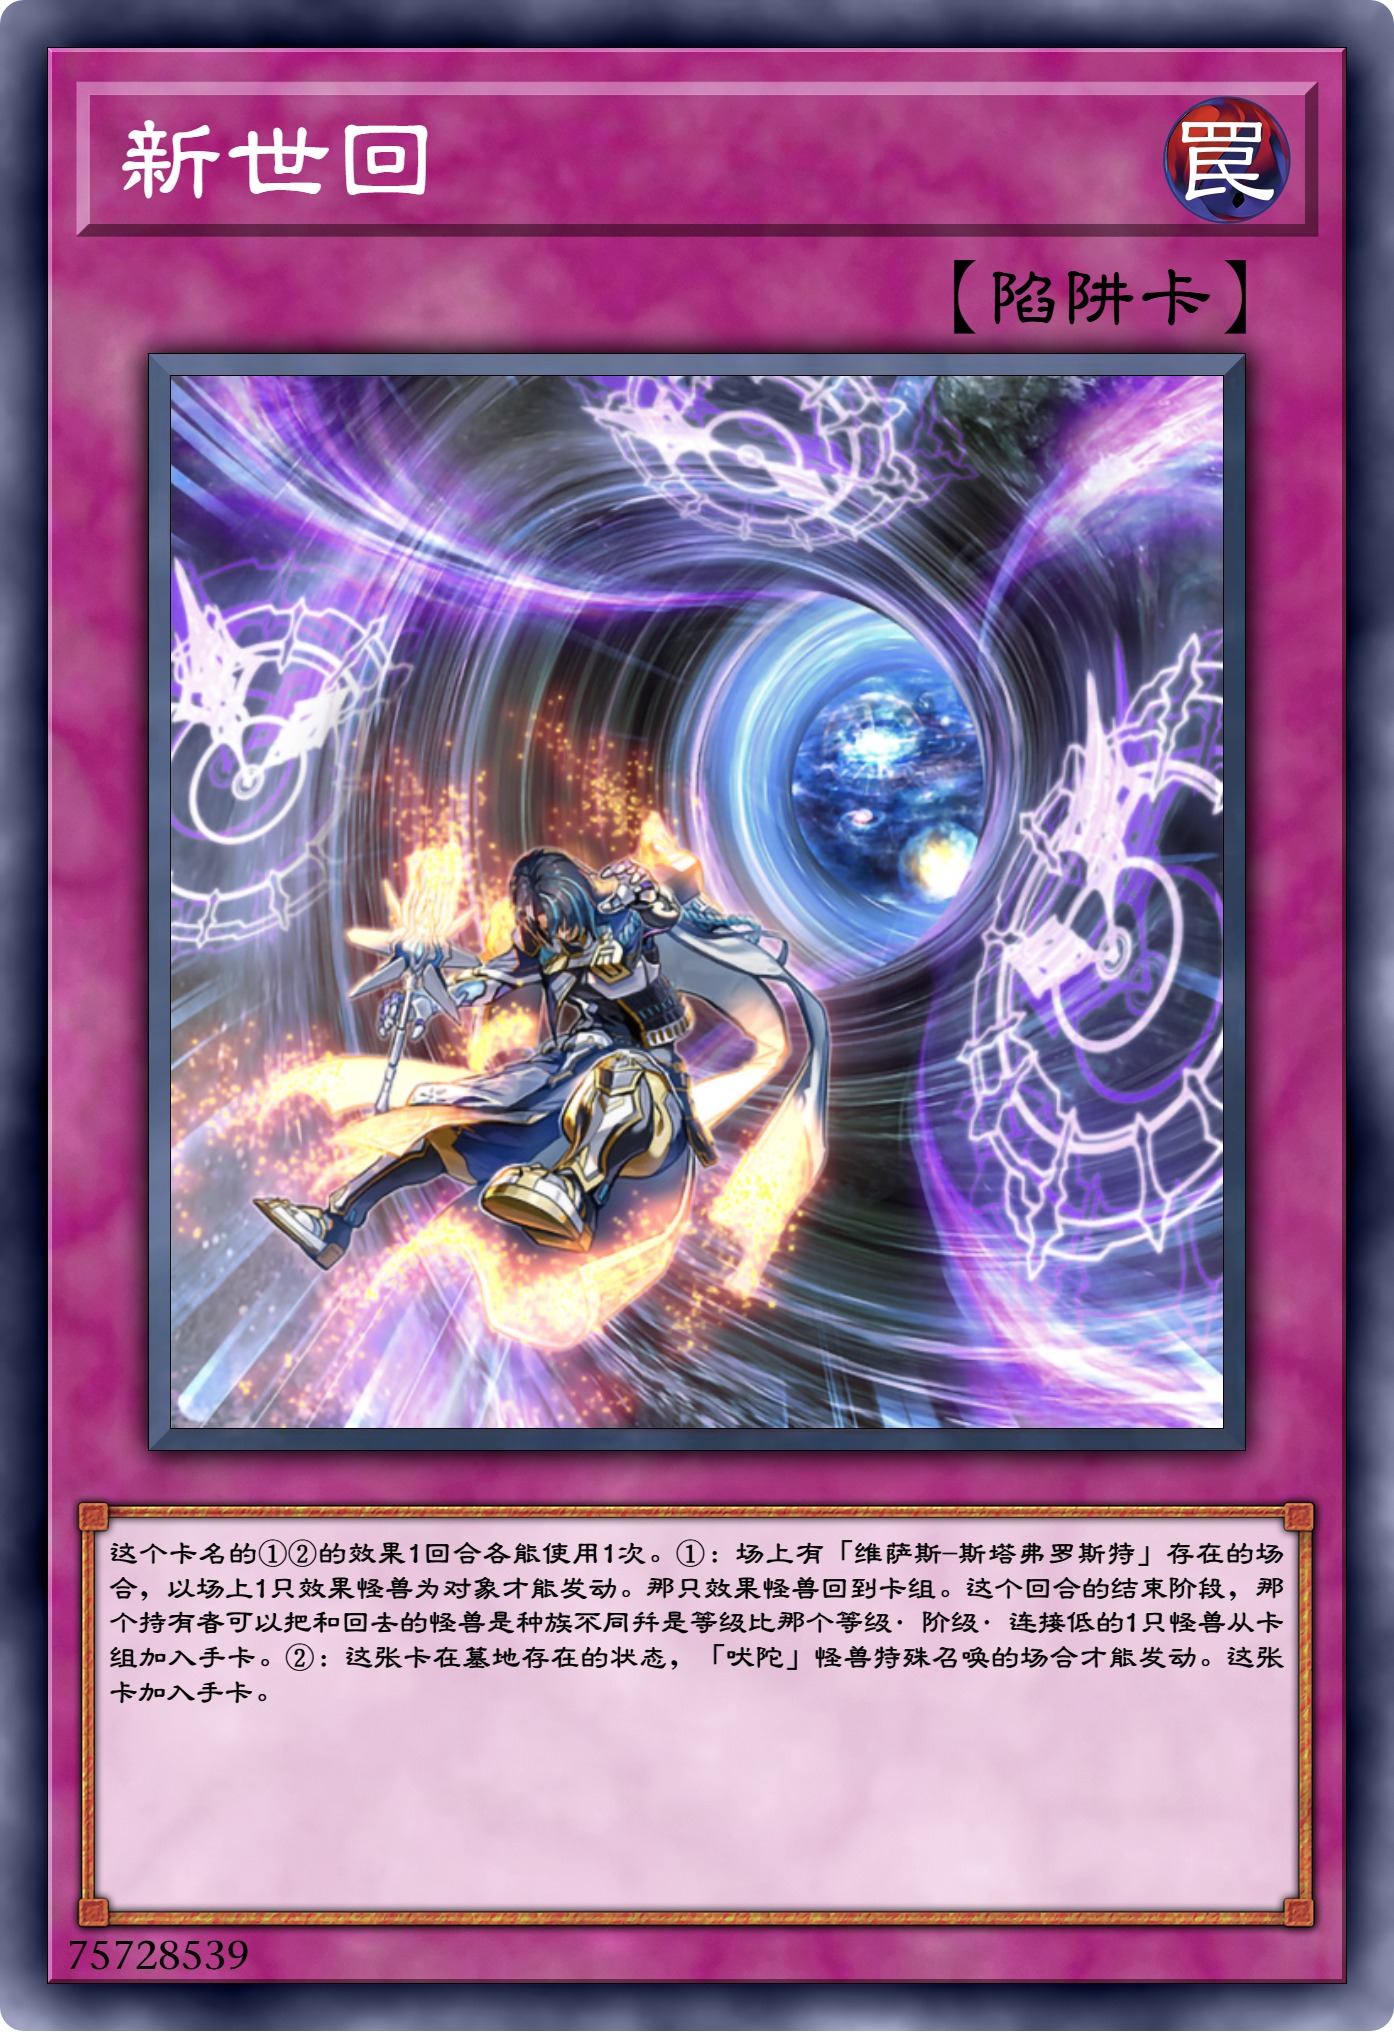 新世回
罠
【陷阱卡】
这个卡名的①②的效果1回合各能使用1次。①：场上有「维萨斯-斯塔弗罗斯特」存在的场
合，以场上1只效果怪兽为对象才能发动。那只效果怪兽回到卡组。这个回合的结束阶段，那
个持有者可以把和回去的怪兽是种族不同并是等级比那个等级·阶级·连接低的1只怪兽从卡
组加入手卡。②：这张卡在墓地存在的状态，「吠陀」怪兽特殊召唤的场合才能发动。这张
卡加入手卡。
75728539